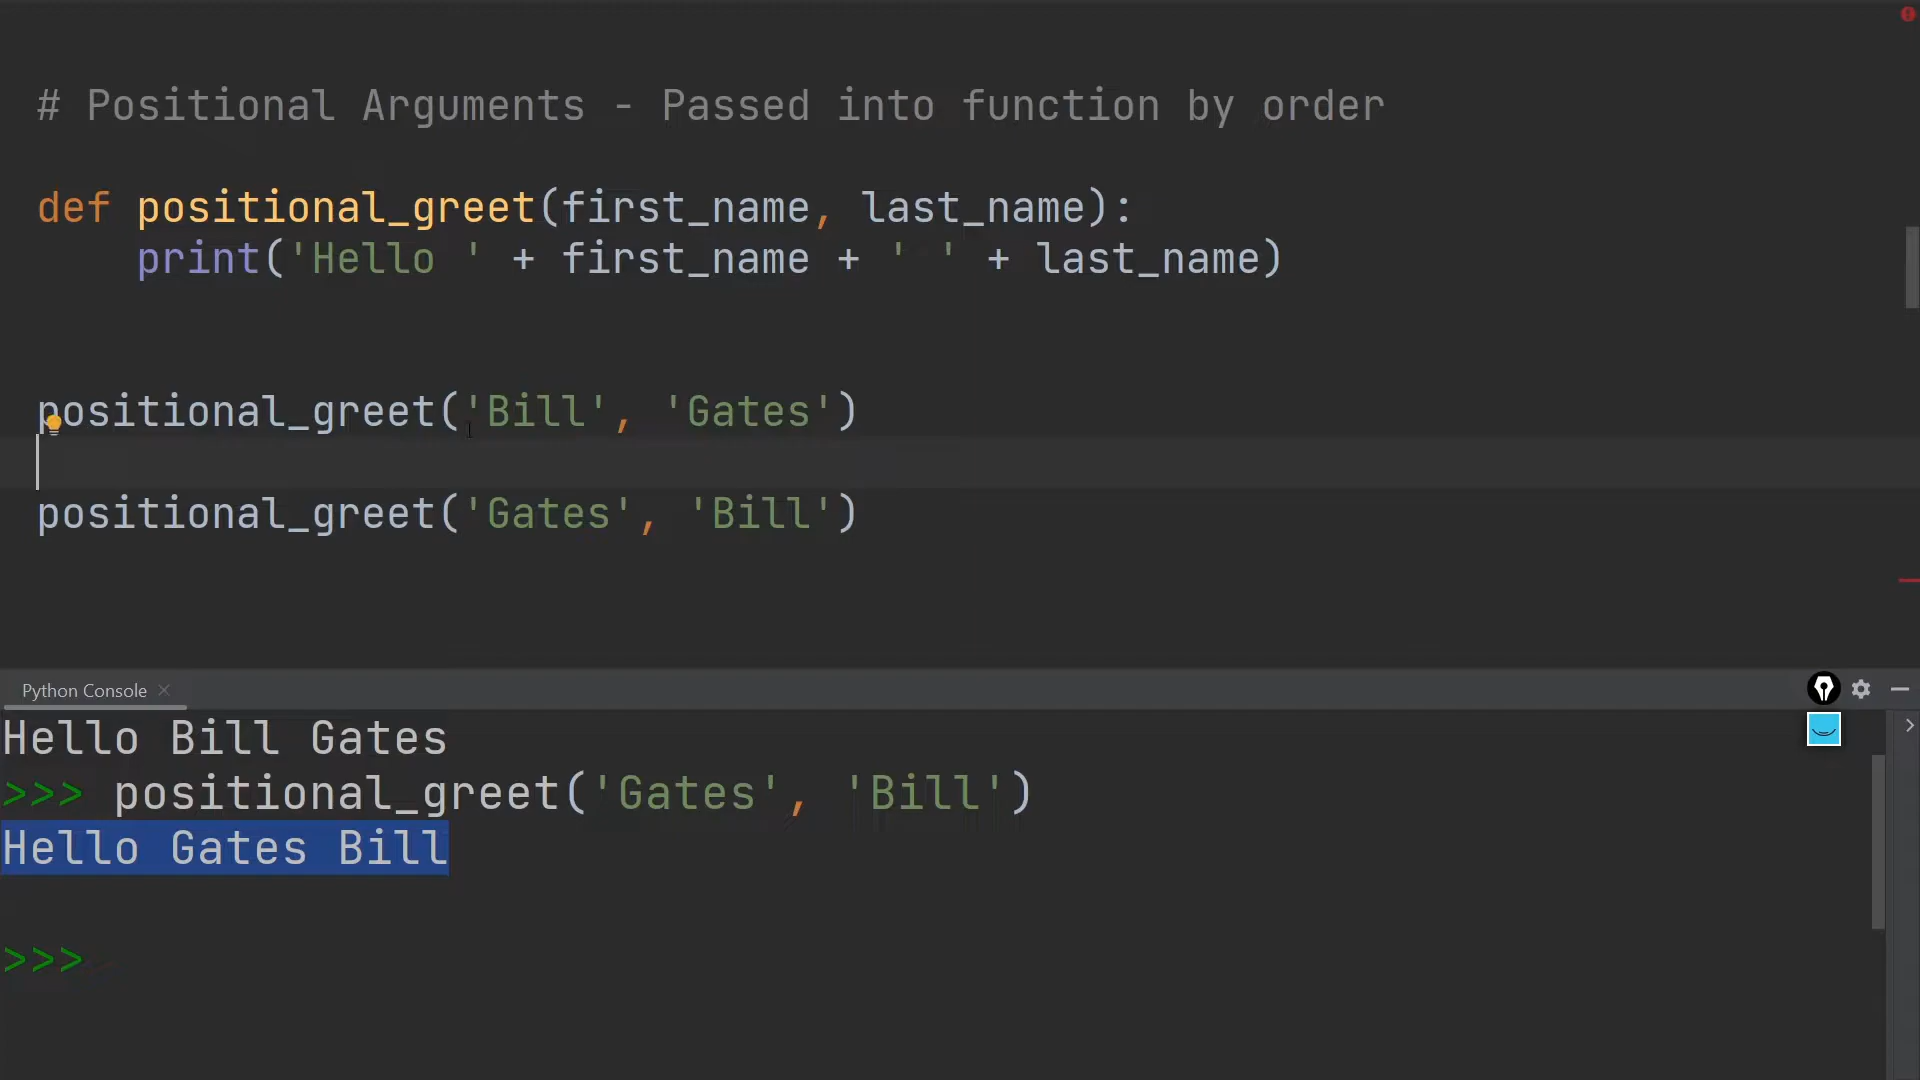 # Positional Arguments - Passed into function by order
def positional_greet(first_name, last_name):
    print('Hello ' + first_name + ' ' + last_name)
positional_greet('Bill', 'Gates')
positional_greet('Gates', 'Bill')
Python Console
Hello Bill Gates
>>> positional_greet('Gates', 'Bill')
Hello Gates Bill
>>>